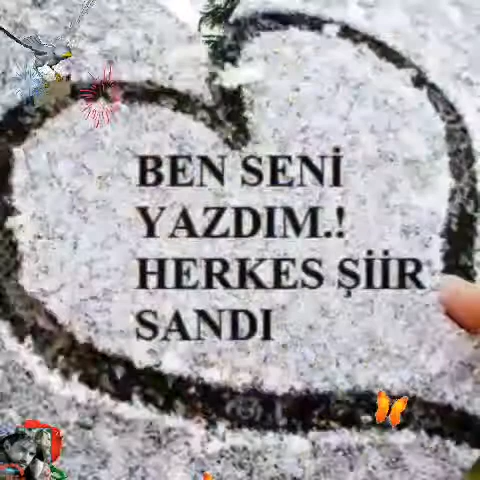 BEN SENİ
YAZDIM.!
HERKES ŞİİR
SANDI